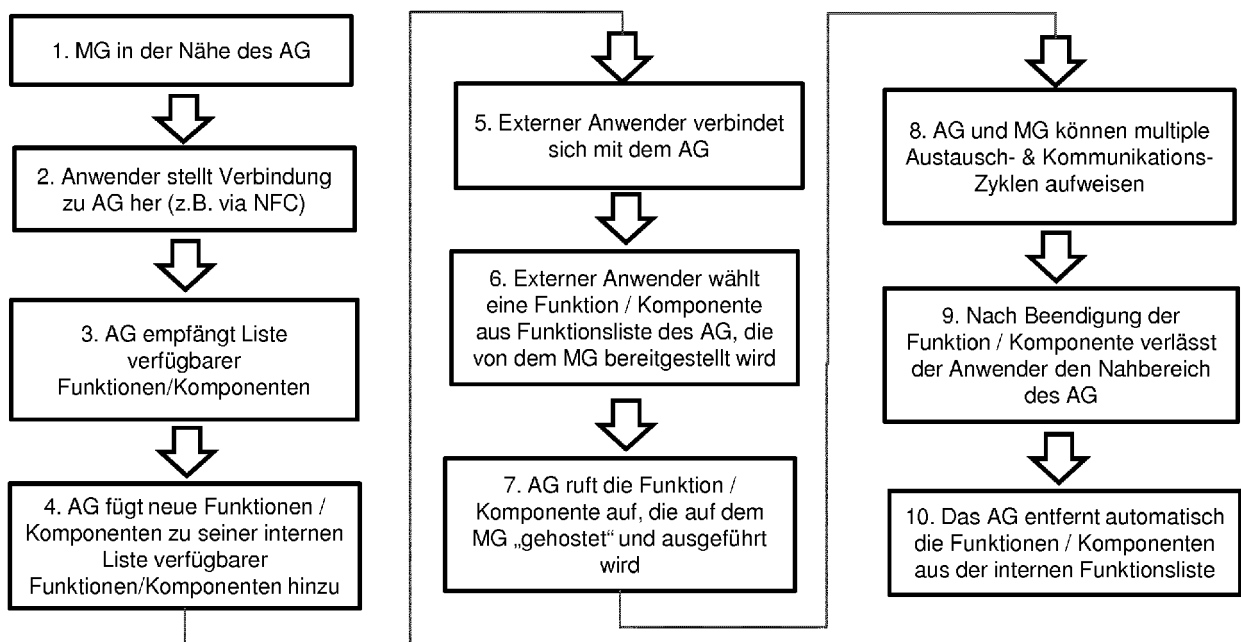 1. MG in der Nähe des AG
2. Anwender stellt Verbindung
zu AG her (z.B. via NFC)
3. AG empfängt Liste
verfügbarer
Funktionen/Komponenten
4. AG fügt neue Funktionen /
Komponenten zu seiner internen
Liste verfügbarer
Funktionen/Komponenten hinzu
5. Externer Anwender verbindet
sich mit dem AG
6. Externer Anwender wählt
eine Funktion / Komponente
aus Funktionsliste des AG, die
von dem MG bereitgestellt wird
7. AG ruft die Funktion /
Komponente auf, die auf dem
MG „gehostet“ und ausgeführt
wird
8. AG und MG können multiple
Austausch- & Kommunikations-
Zyklen aufweisen
9. Nach Beendigung der
Funktion / Komponente verlässt
der Anwender den Nahbereich
des AG
10. Das AG entfernt automatisch
die Funktionen / Komponenten
aus der internen Funktionsliste